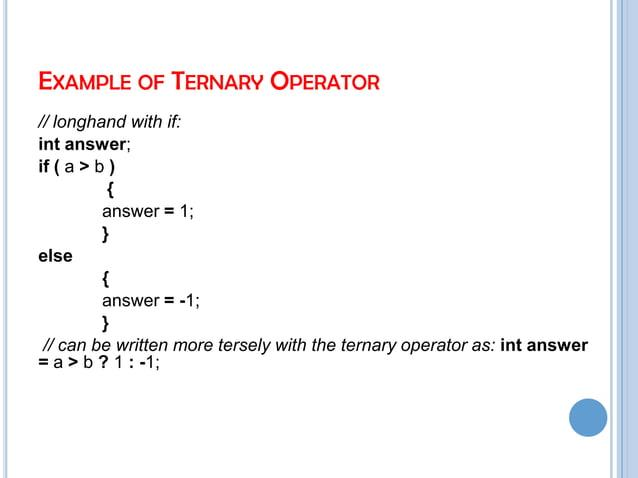 EXAMPLE OF TERNARY OPERATOR
// longhand with if:
int answer;
if ( a > b )
{
answer = 1;
}
else
{
answer = -1;
}
// can be written more tersely with the ternary operator as: int answer
= a > b ? 1 : -1;